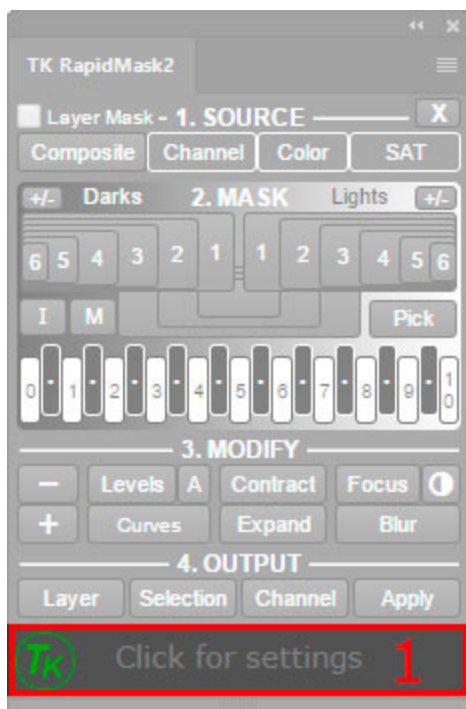 TK RapidMask2
Layer Mask - 1. SOURCE X
Composite Channel Color SAT
+/- Darks 2. MASK Lights +/-
6 5 4 3 2 1 1 2 3 4 5 6
I M Pick
0 - 1 - 2 - 3 - 4 - 5 - 6 - 7 - 8 - 9 - 10
3. MODIFY
− Levels A Contract Focus
+ Curves Expand Blur
4. OUTPUT
Layer Selection Channel Apply
TK Click for settings 1